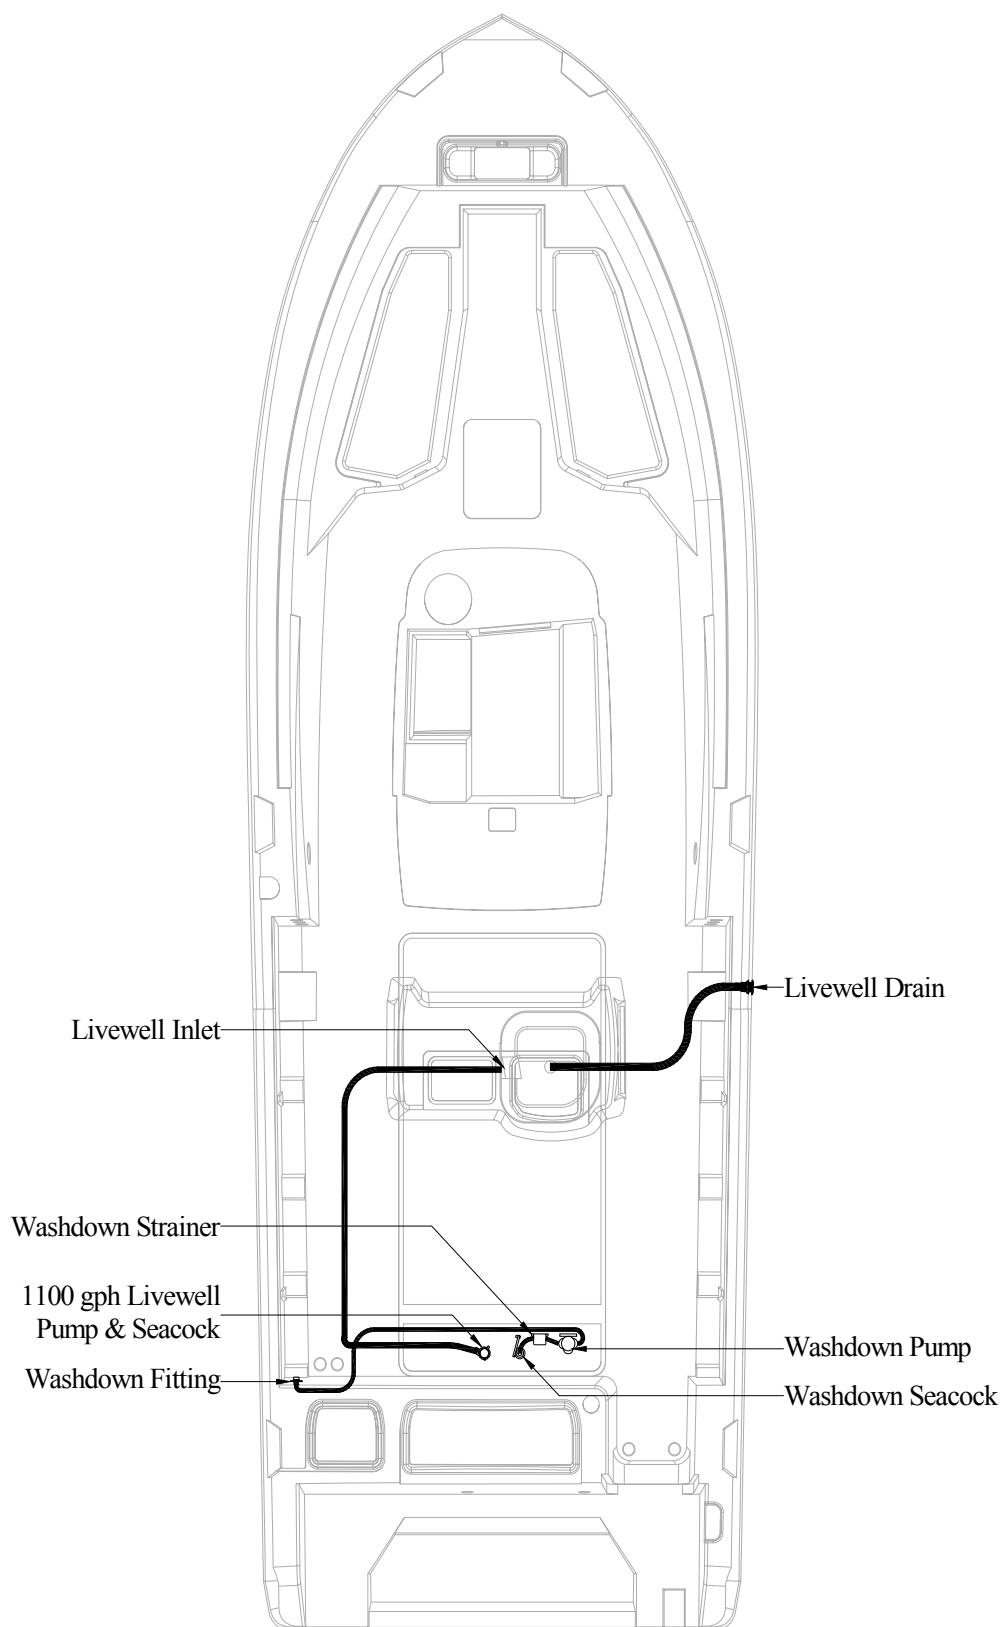 Livewell Drain
Livewell Inlet
Washdown Strainer
1100 gph Livewell
Pump & Seacock
Washdown Pump
Washdown Fitting
Washdown Seacock